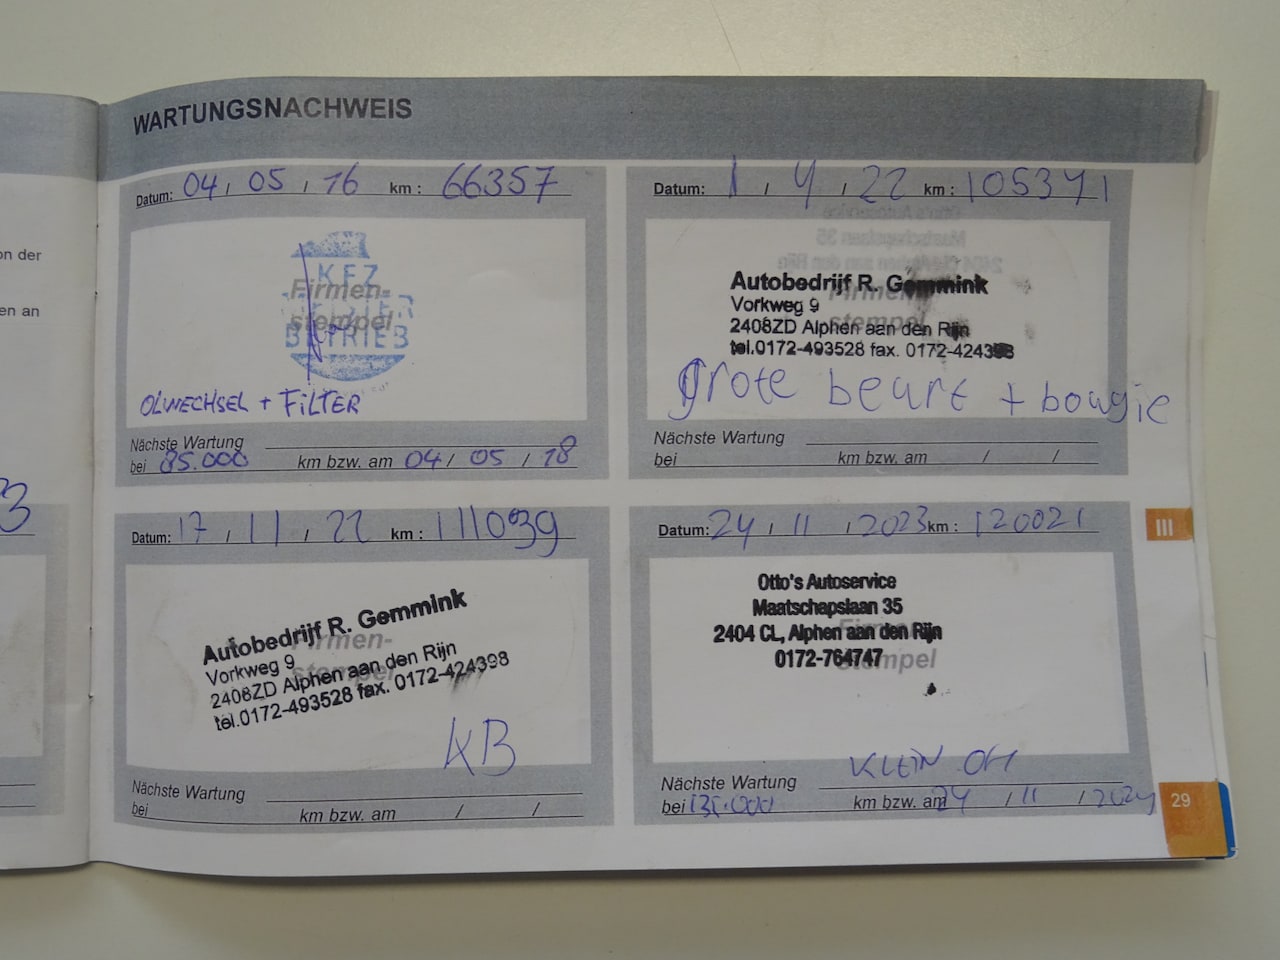 WARTUNGSNACHWEIS
on der
en an
3
Datum: 04 / 05 / 16 km : 66357
KFZ
Firmen-
stempel
BETRIEB
ÖLWECHSEL + FILTER
Nächste Wartung
bei 85.000 km bzw. am 04 / 05 / 18
Datum: 1 / 4 / 22 km : 105371
Autobedrijf R. Gemmink
Vorkweg 9
2408ZD Alphen aan den Rijn
tel.0172-493528 fax. 0172-424398
grote beurt + bougie
Nächste Wartung
bei km bzw. am / /
Datum: 17 / 11 / 22 km : 111039
Autobedrijf R. Gemmink
Vorkweg 9
2408ZD Alphen aan den Rijn
tel.0172-493528 fax. 0172-424398
Firmen-
KB
Nächste Wartung
bei km bzw. am / /
Datum: 24 / 11 / 2023 km : 120021
Otto's Autoservice
Maatschapslaan 35
2404 CL, Alphen aan den Rijn
0172-764747
stempel
KLEIN OH
Nächste Wartung
bei 135.000 km bzw. am 24 / 11 / 2024
III
29